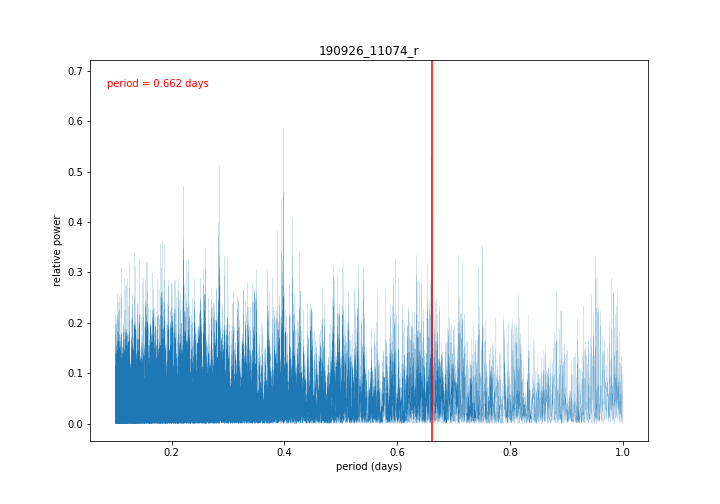 190926_11074_r
period = 0.662 days
0.7
0.6
0.5
0.4
0.3
0.2
0.1
0.0
relative power
0.2 0.4 0.6 0.8 1.0
period (days)